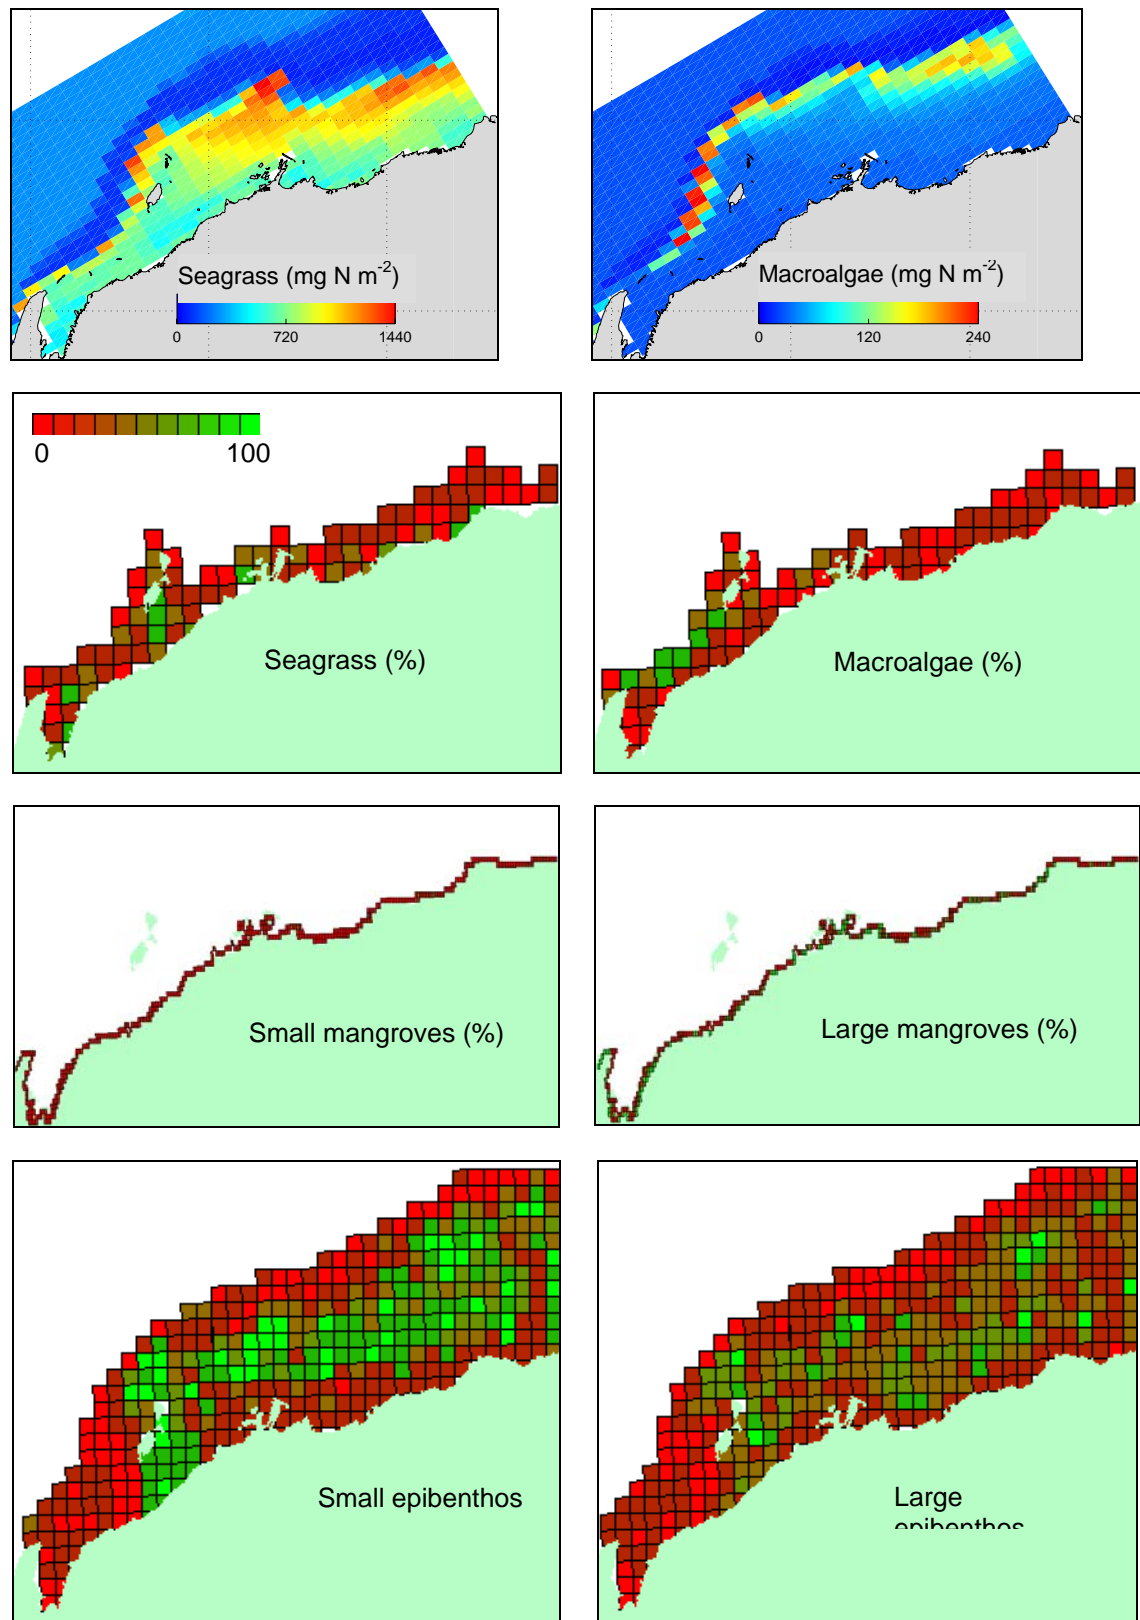 Seagrass (mg N m-2)
0 720 1440
Macroalgae (mg N m-2)
0 120 240
0 100
Seagrass (%)
Macroalgae (%)
Small mangroves (%)
Large mangroves (%)
Small epibenthos
Large
epibenthos